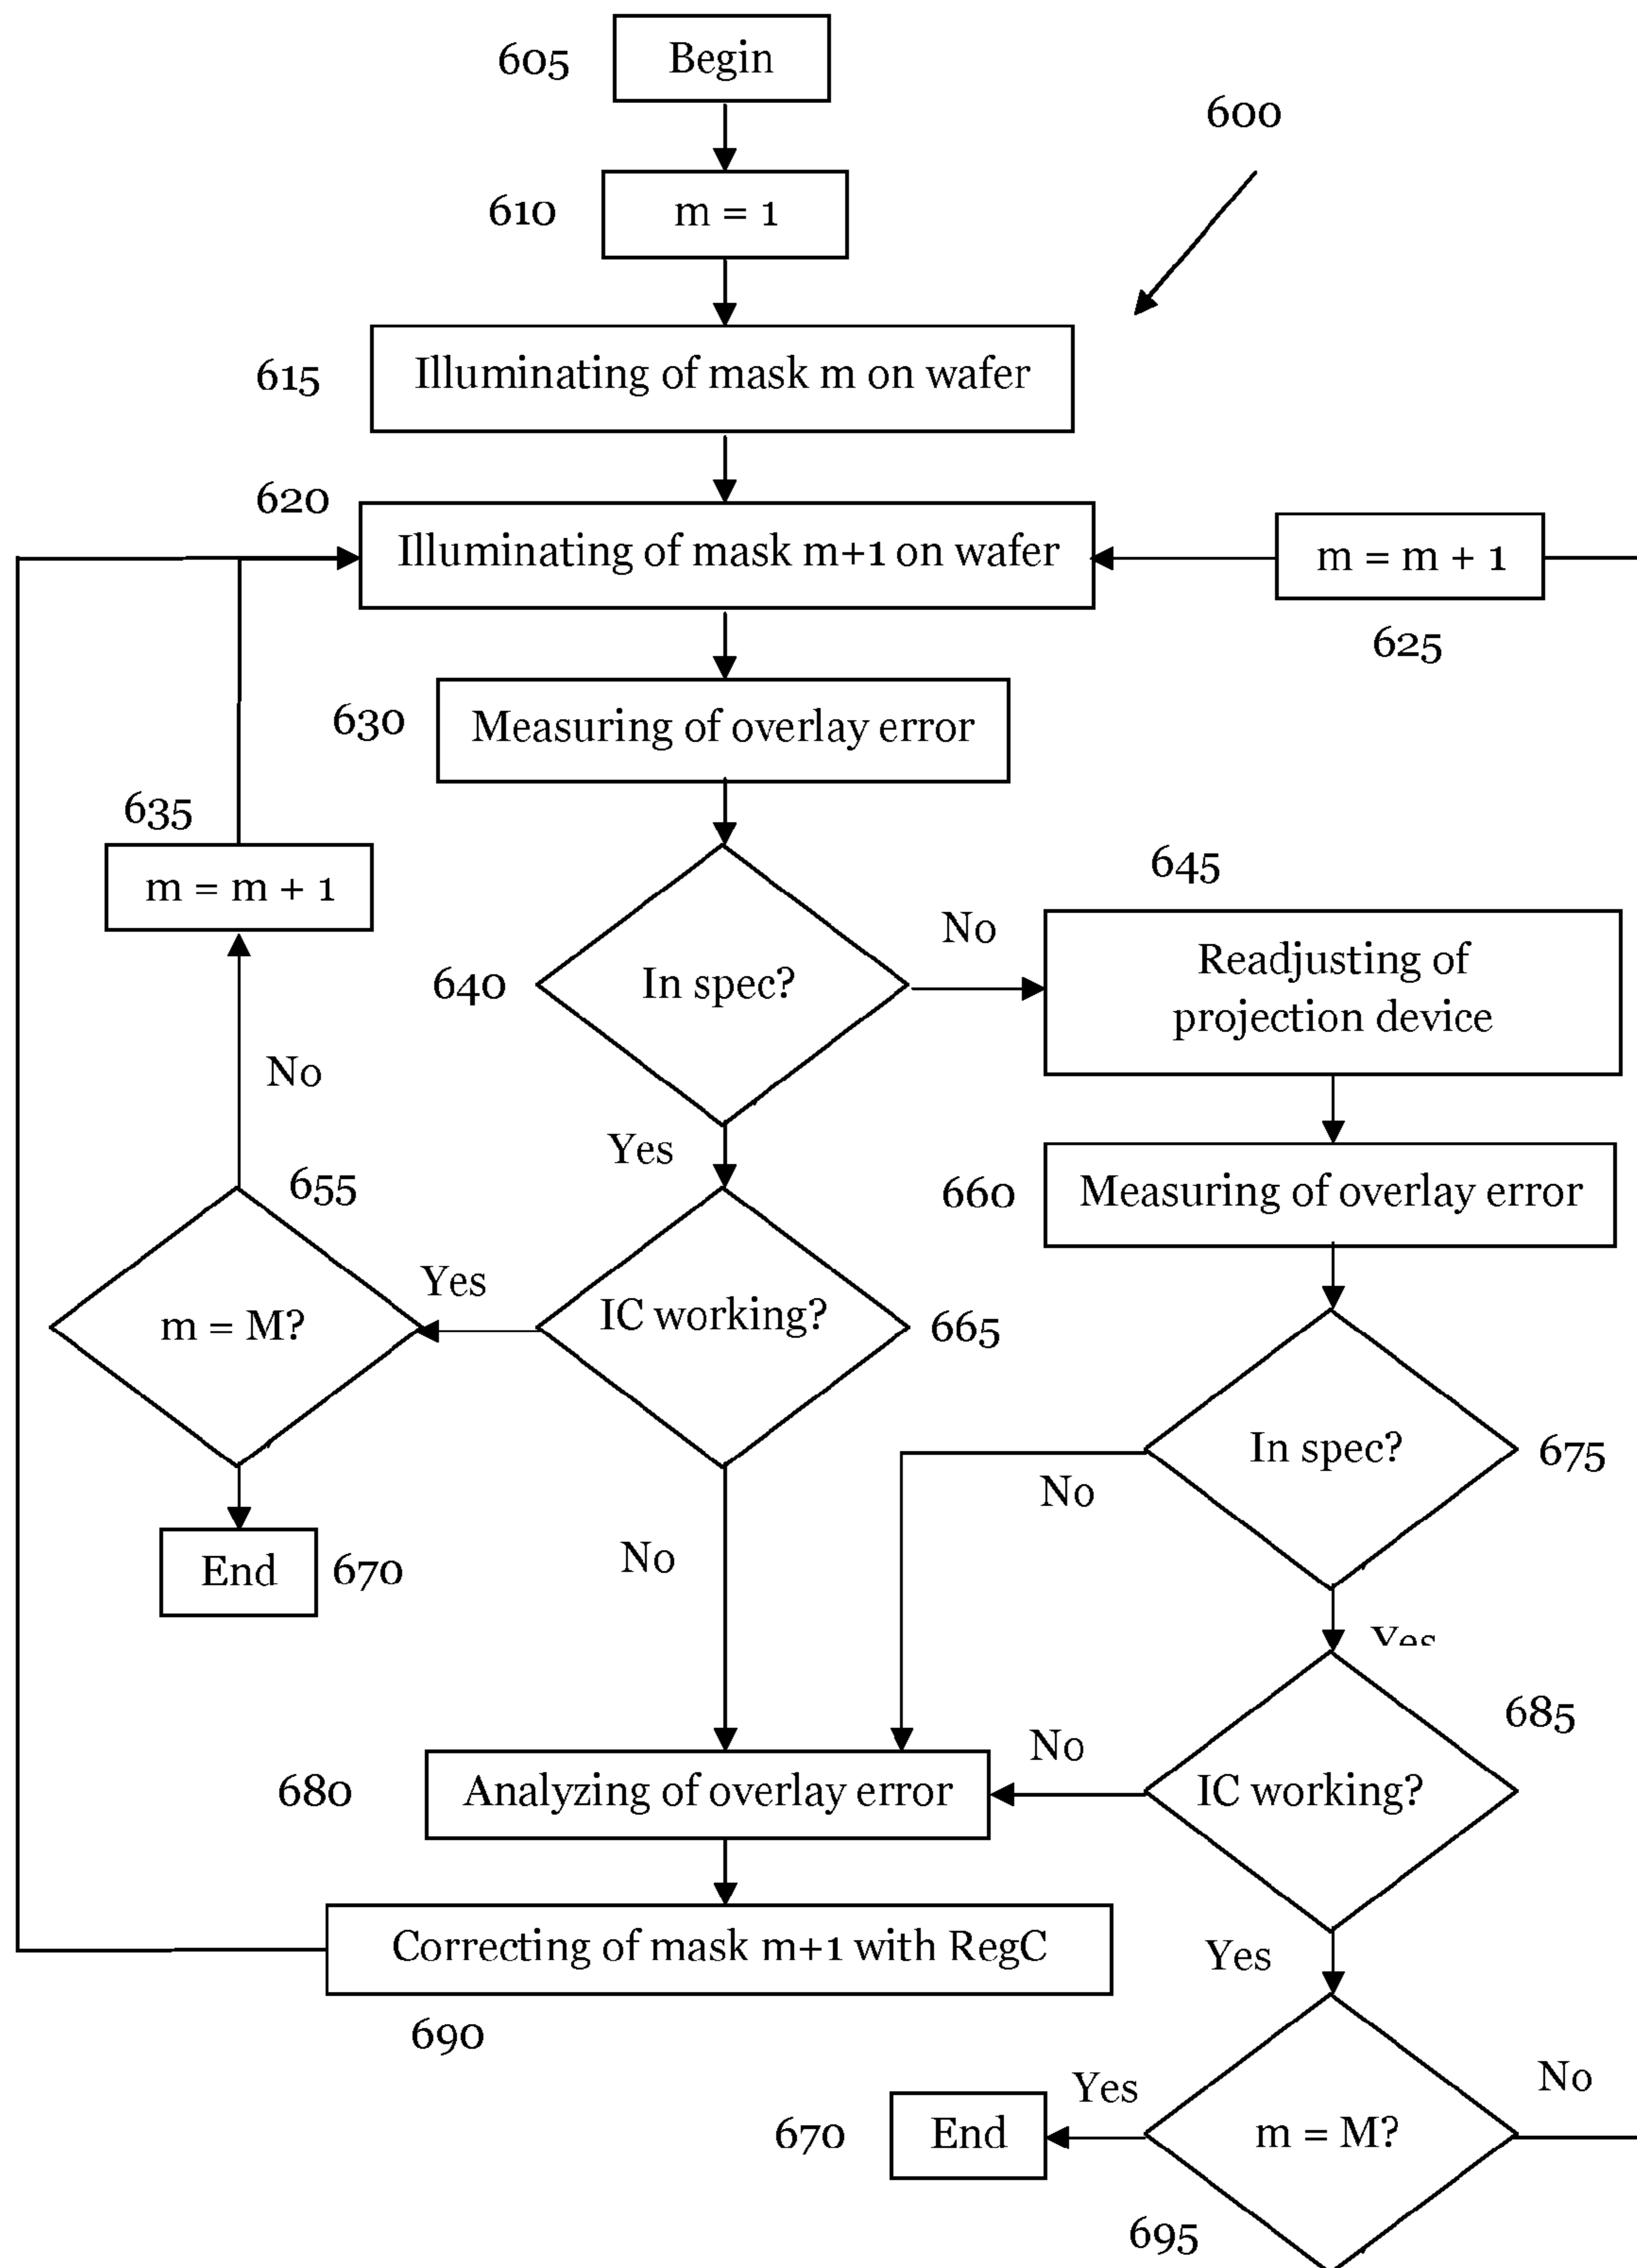 605
Begin
600
610
m = 1
615
Illuminating of mask m on wafer
620
Illuminating of mask m+1 on wafer
m = m + 1
625
630
Measuring of overlay error
635
m = m + 1
645
No
Readjusting of
projection device
640
In spec?
No
Yes
655
660
Measuring of overlay error
Yes
m = M?
IC working?
665
In spec?
675
No
No
End
670
Yes
685
No
680
Analyzing of overlay error
IC working?
Correcting of mask m+1 with RegC
Yes
690
Yes
No
670
End
m = M?
695